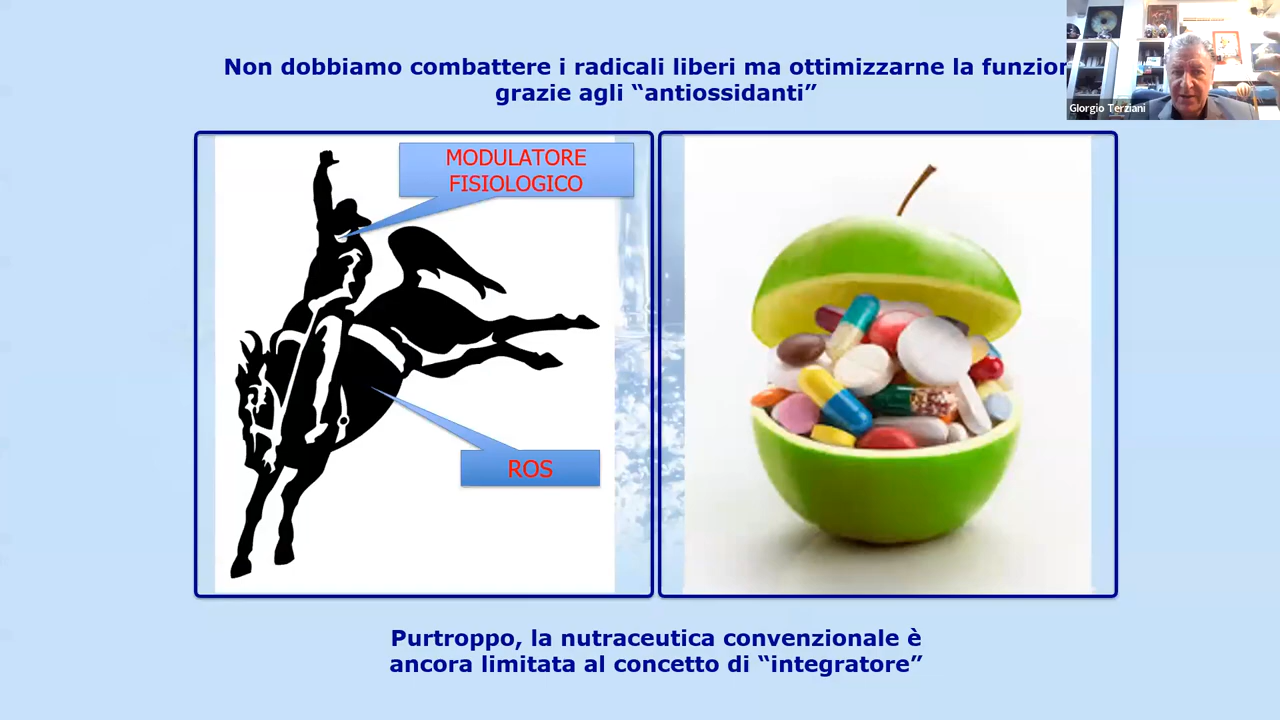 Non dobbiamo combattere i radicali liberi ma ottimizzarne la
grazie agli “antiossidanti”
GIorgio Terziani
MODULATORE
FISIOLOGICO
ROS
Purtroppo, la nutraceutica convenzionale è
ancora limitata al concetto di “integratore”